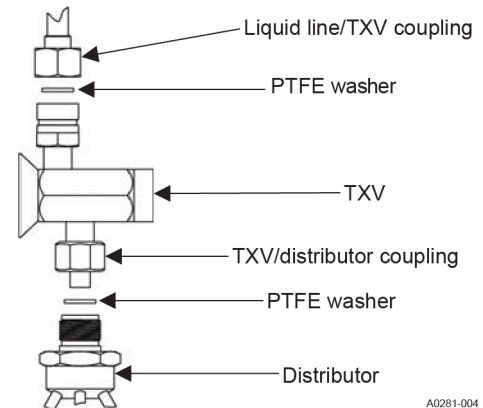 Liquid line/TXV coupling
PTFE washer
TXV
TXV/distributor coupling
PTFE washer
Distributor
A0281-004